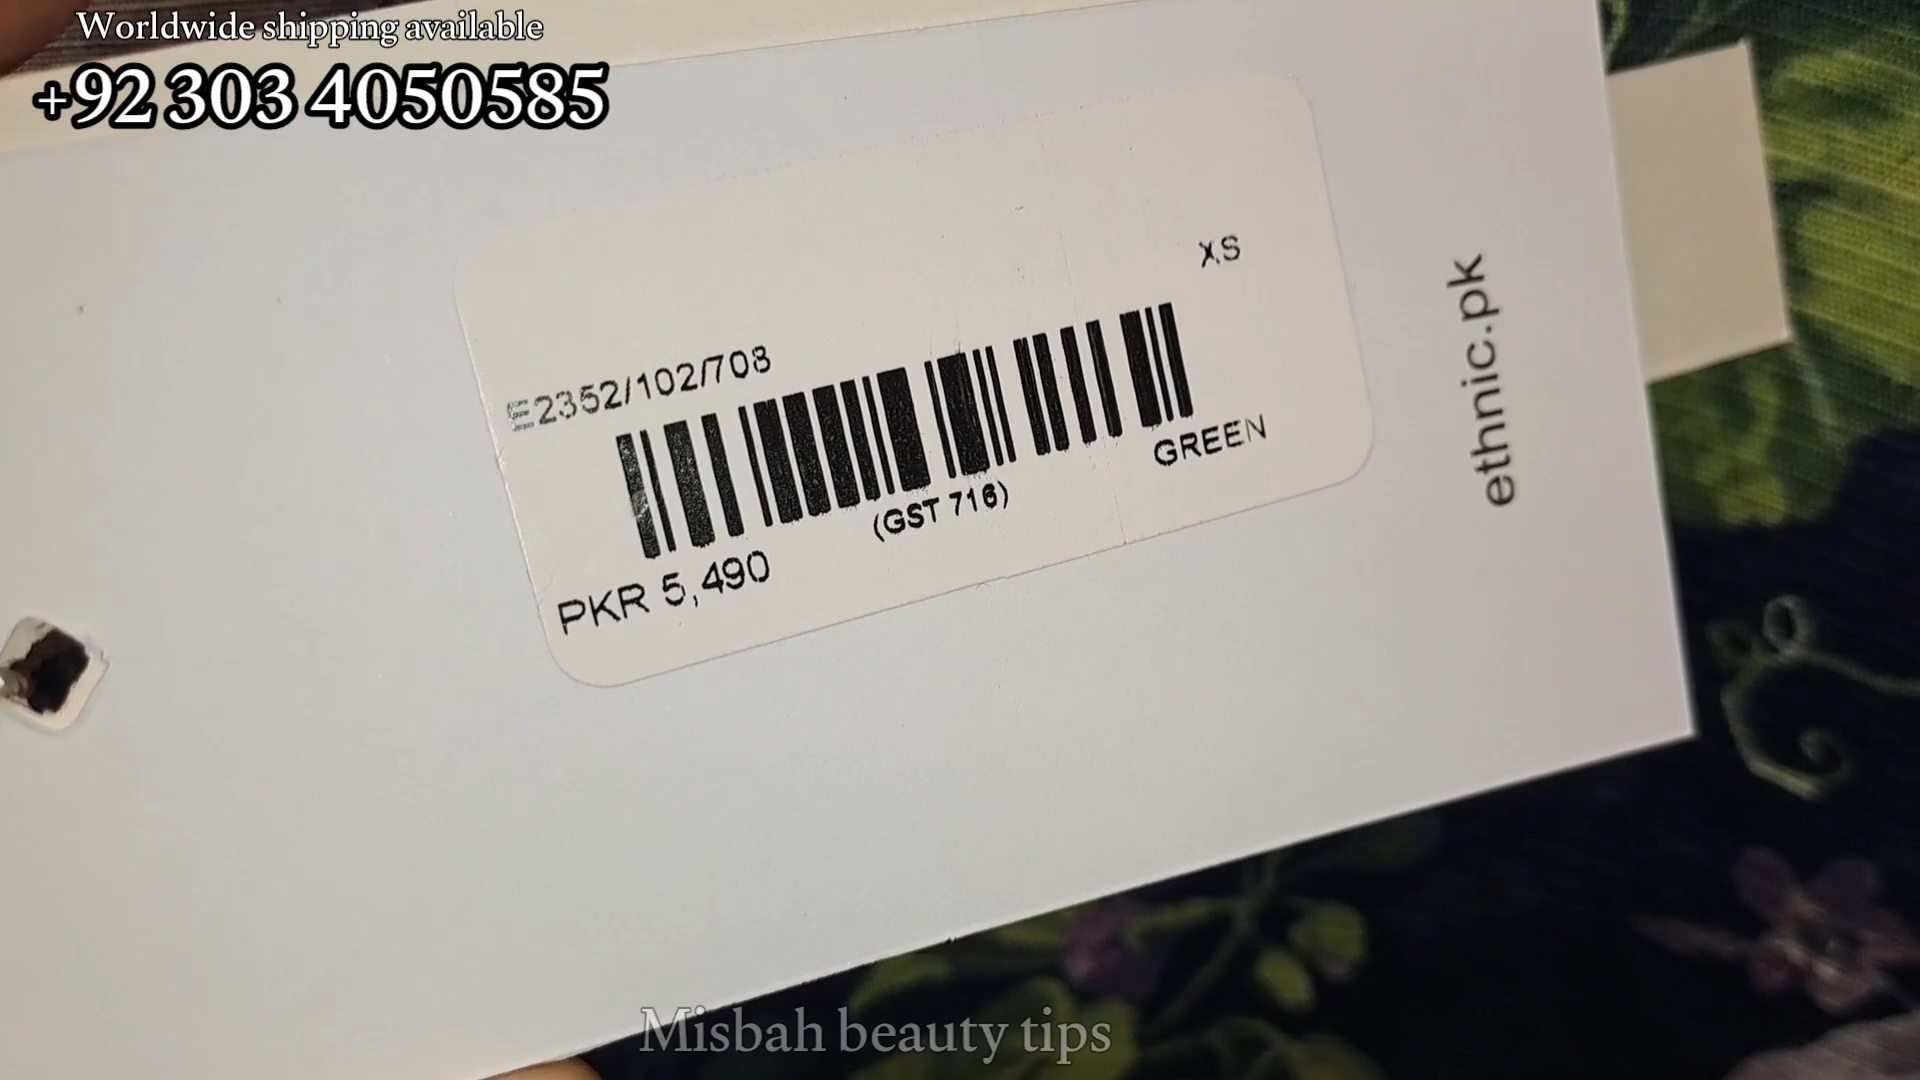 Worldwide shipping available
+92 303 4050585
XS
E2352/102/708
GREEN
(GST 716)
PKR 5,490
ethnic.pk
Misbah beauty tips